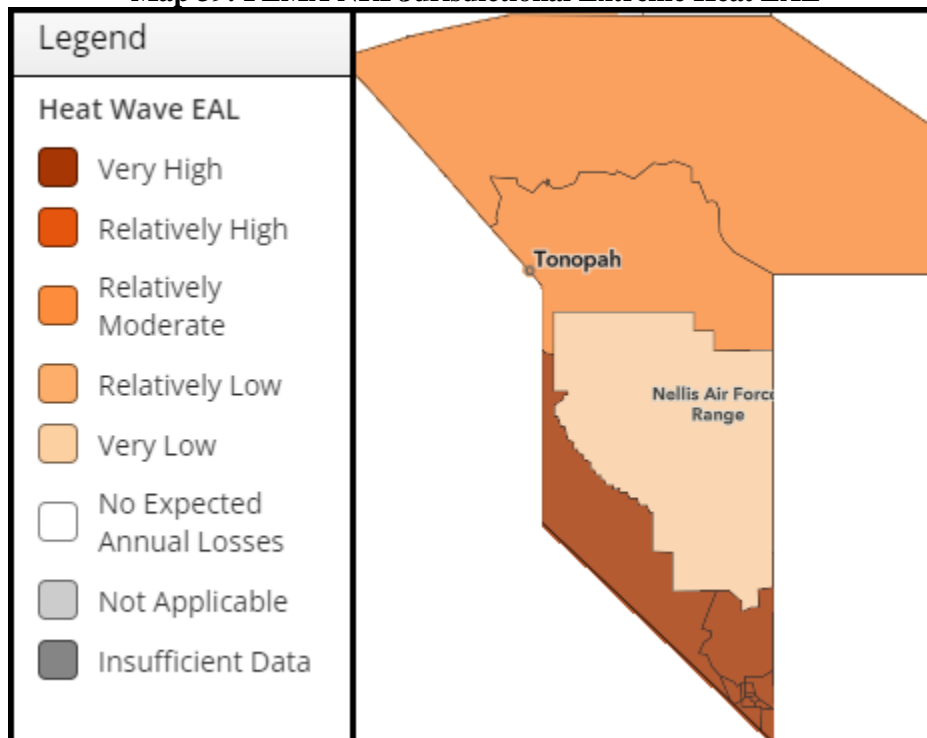 Legend
Heat Wave EAL
Very High
Relatively High
Relatively
Moderate
Relatively Low
Very Low
No Expected
Annual Losses
Not Applicable
Insufficient Data
Tonopah
Nellis Air Force
Range